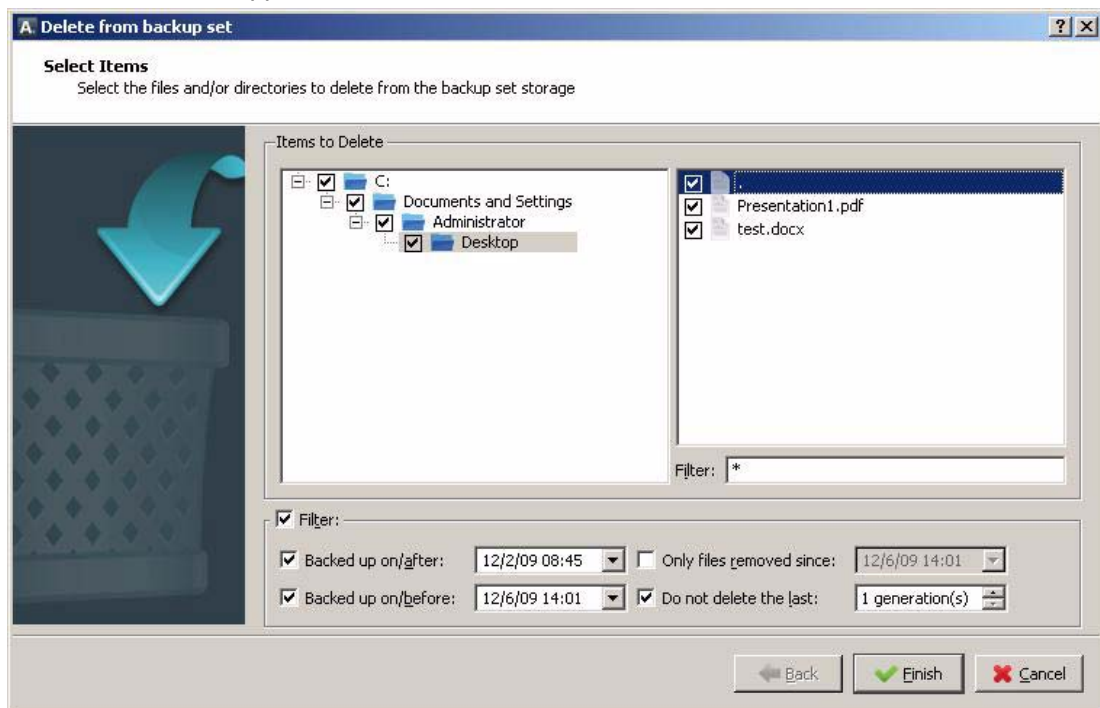 A Delete from backup set
Select Items
Select the files and/or directories to delete from the backup set storage
Items to Delete
C:
Documents and Settings
Administrator
Desktop
.
Presentation1.pdf
test.docx
Filter: *
Filter:
Backed up on/after: 12/2/09 08:45 Only files removed since: 12/6/09 14:01
Backed up on/before: 12/6/09 14:01 Do not delete the last: 1 generation(s)
Back Finish Cancel